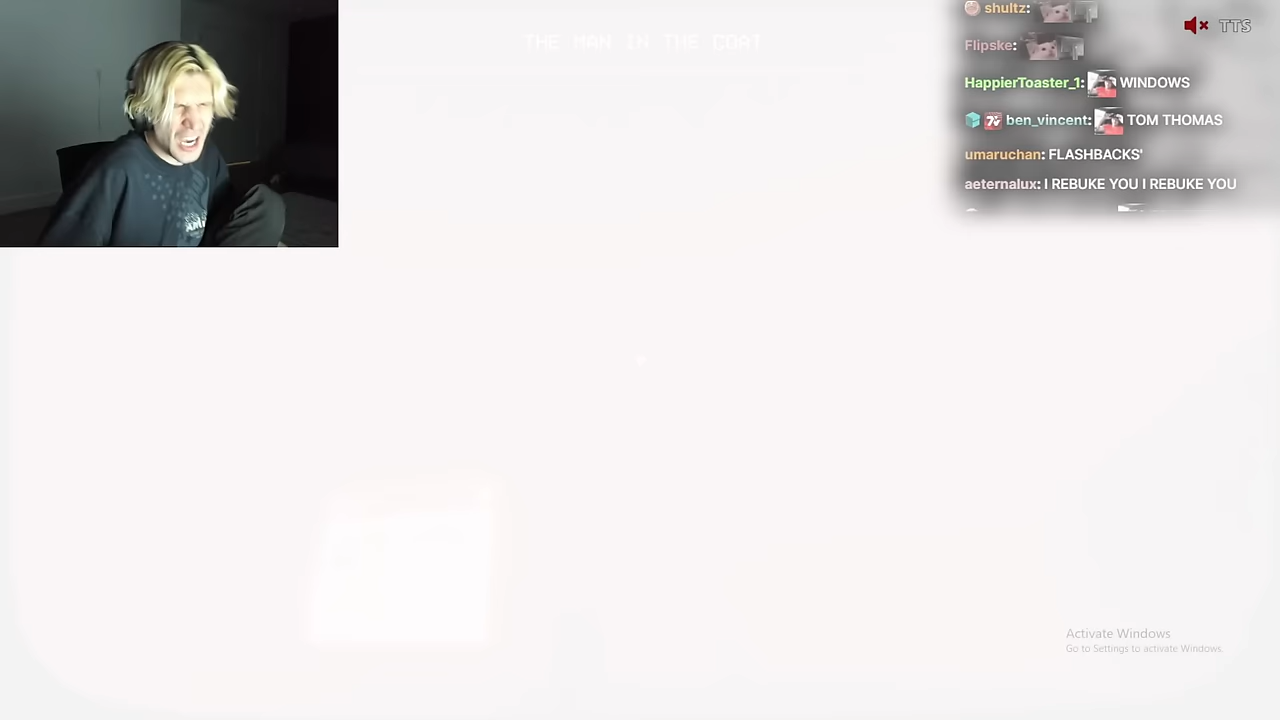 THE MAN IN THE COAT
shultz:
TTS
Flipske:
HappierToaster_1: WINDOWS
ben_vincent: TOM THOMAS
umaruchan: FLASHBACKS'
aeternalux: I REBUKE YOU I REBUKE YOU
Activate Windows
Go to Settings to activate Windows.